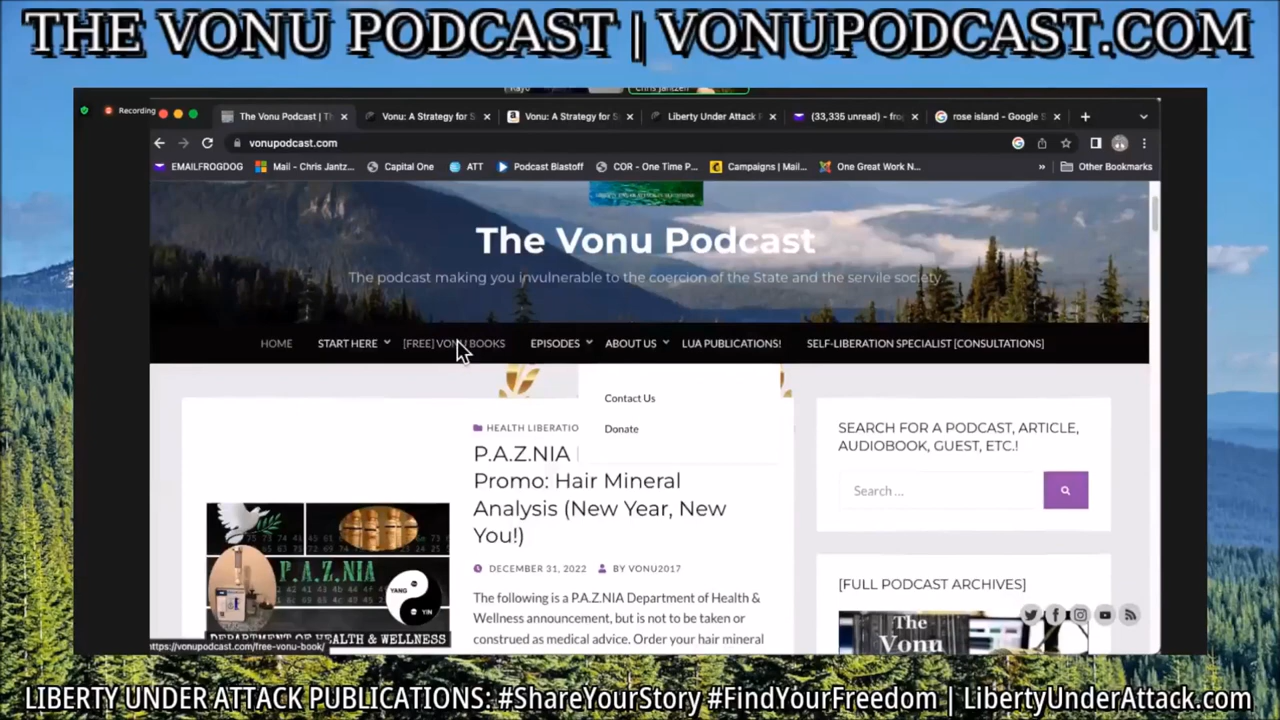 THE VONU PODCAST | VONUPODCAST.COM
Chris Jantzen
Recording
The Vonu Podcast | T
Vonu: A Strategy for S
Vonu: A Strategy for S
Liberty Under Attack
(33,335 unread) - fro
rose island - Google S
vonupodcast.com
EMAILFROGDOG
Mail - Chris Jantz...
Capital One
ATT
Podcast Blastoff
COR - One Time P...
Campaigns | Mail...
One Great Work N...
»
Other Bookmarks
The Vonu Podcast
The podcast making you invulnerable to the coercion of the State and the servile society
HOME
START HERE
[FREE] VONU BOOKS
EPISODES
ABOUT US
LUA PUBLICATIONS!
SELF-LIBERATION SPECIALIST [CONSULTATIONS]
Contact Us
Donate
HEALTH LIBERATIO
P.A.Z.NIA
Promo: Hair Mineral
Analysis (New Year, New
You!)
DECEMBER 31, 2022
BY VONU2017
The following is a P.A.Z.NIA Department of Health &
Wellness announcement, but is not to be taken or
construed as medical advice. Order your hair mineral
P.A.Z.NIA
YANG
YIN
DEPARTMENT OF HEALTH & WELLNESS
SEARCH FOR A PODCAST, ARTICLE,
AUDIOBOOK, GUEST, ETC.!
Search ...
[FULL PODCAST ARCHIVES]
The
Vonu
https://vonupodcast.com/free-vonu-book/
LIBERTY UNDER ATTACK PUBLICATIONS: #ShareYourStory #FindYourFreedom | LibertyUnderAttack.com